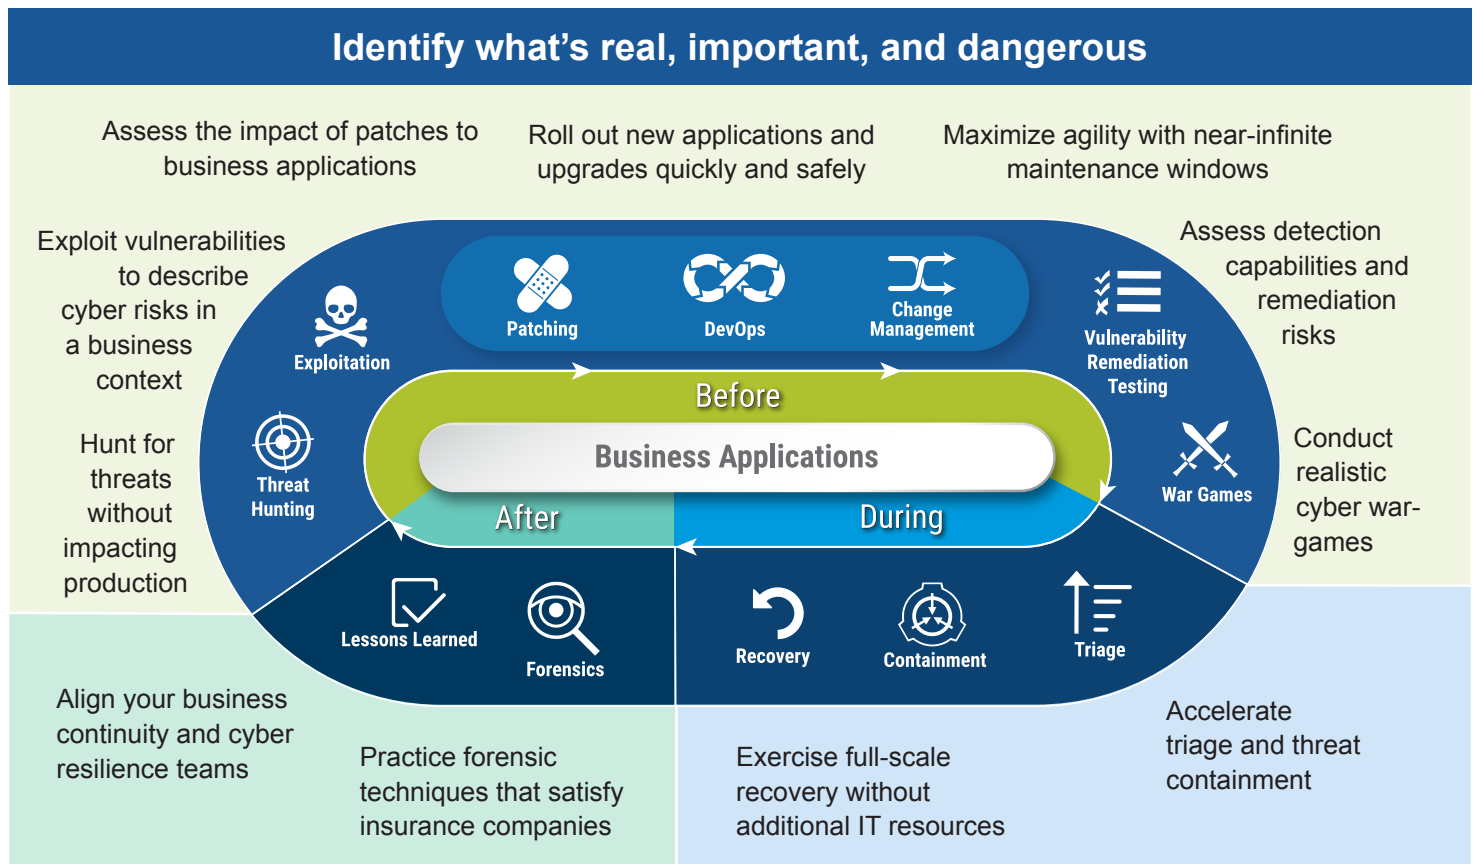 Identify what's real, important, and dangerous
Assess the impact of patches to
business applications
Roll out new applications and
upgrades quickly and safely
Maximize agility with near-infinite
maintenance windows
Exploit vulnerabilities
to describe
cyber risks in
a business
context
Assess detection
capabilities and
remediation
risks
Patching
DevOps
Change
Management
Exploitation
Vulnerability
Remediation
Testing
Before
Business Applications
Hunt for
threats
without
impacting
production
Threat
Hunting
War Games
Conduct
realistic
cyber war-
games
After
During
Lessons Learned
Forensics
Recovery
Containment
Triage
Align your business
continuity and cyber
resilience teams
Practice forensic
techniques that satisfy
insurance companies
Exercise full-scale
recovery without
additional IT resources
Accelerate
triage and threat
containment